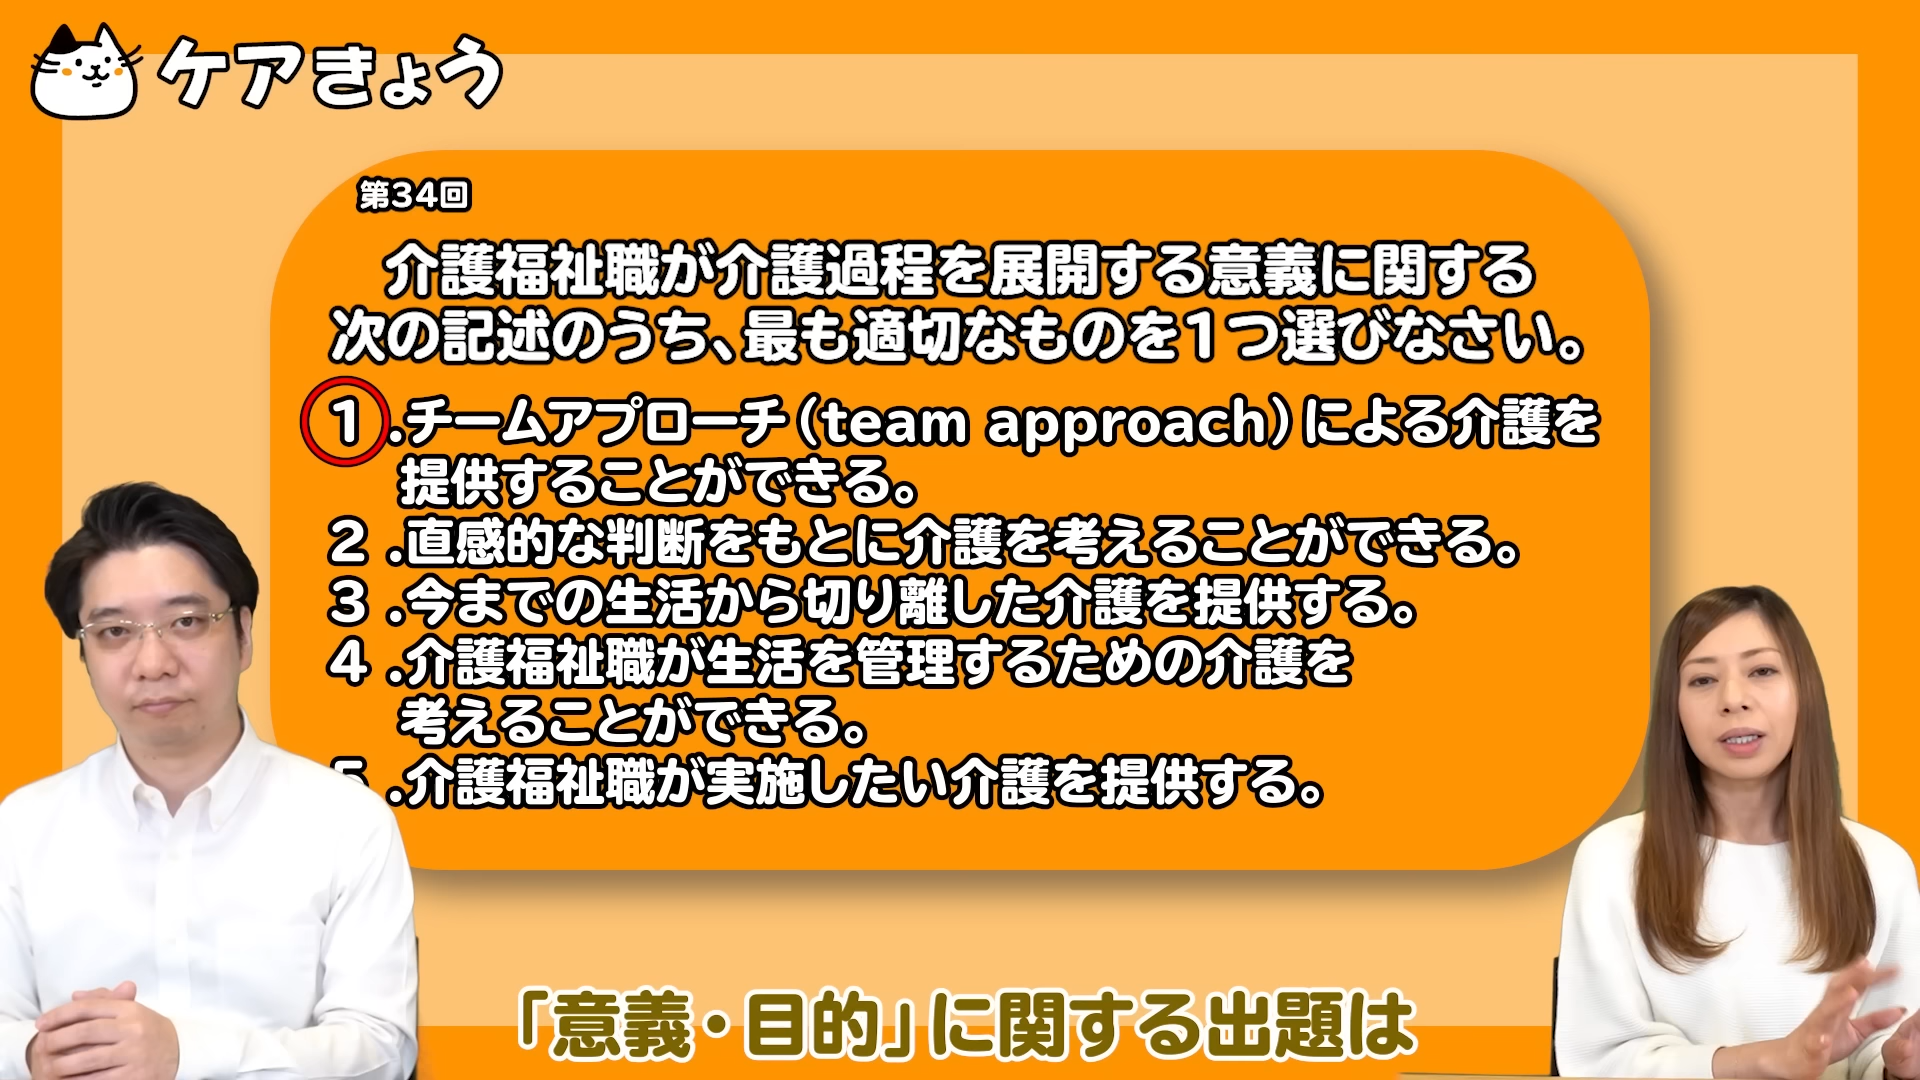 ケアきょう
第34回
介護福祉職が介護過程を展開する意義に関する
次の記述のうち、最も適切なものを1つ選びなさい。
1.チームアプローチ(team approach)による介護を
提供することができる。
2.直感的な判断をもとに介護を考えることができる。
3.今までの生活から切り離した介護を提供する。
4.介護福祉職が生活を管理するための介護を
考えることができる。
5.介護福祉職が実施したい介護を提供する。
「意義・目的」に関する出題は